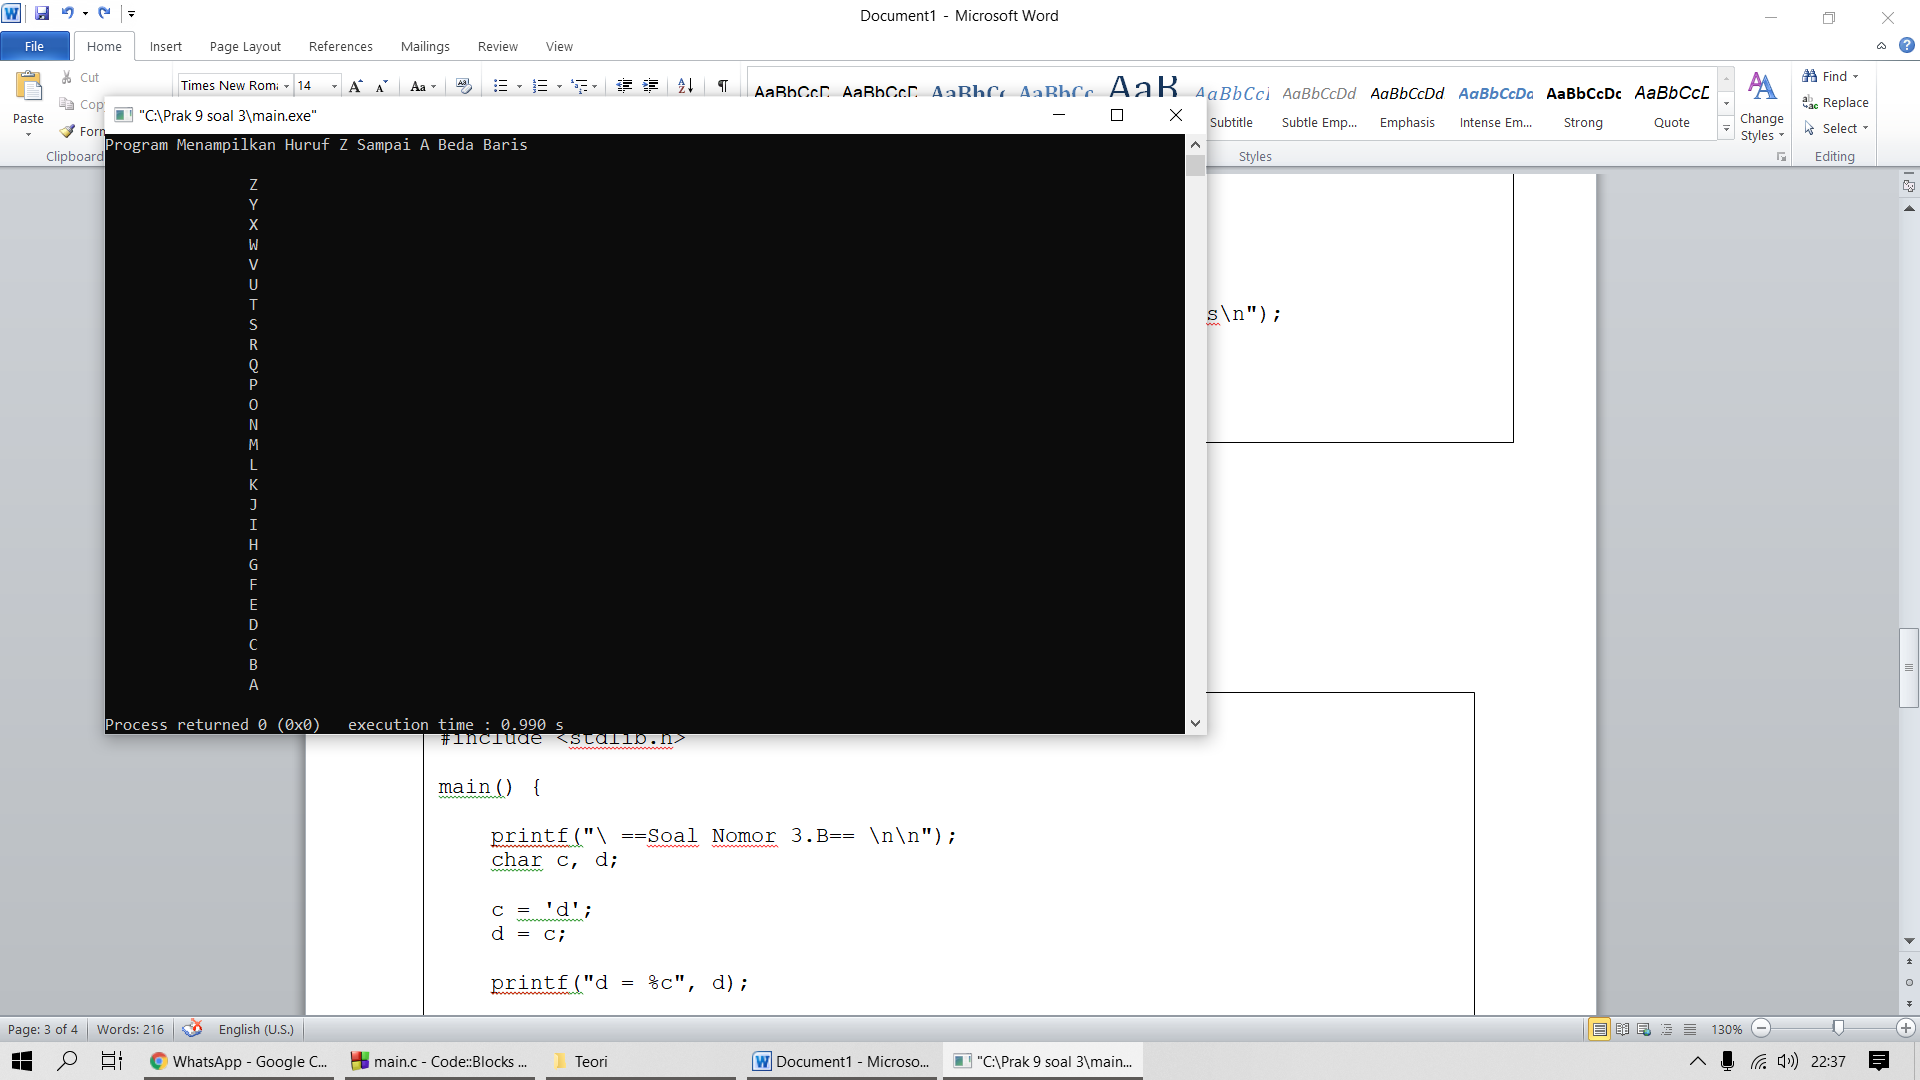 Document1 - Microsoft Word
File Home Insert Page Layout References Mailings Review View
Paste
Cut
Clipboard
Times New Roma 14
Aa
Subtitle
AaBbCcDd Subtle Emp...
AaBbCcDd Emphasis
AaBbCcDd Intense Em...
Strong
Quote
Styles
Change Styles
Find
Replace
Select
Editing
"C:\Prak 9 soal 3\main.exe"
Program Menampilkan Huruf Z Sampai A Beda Baris
Z
Y
X
W
V
U
T
S
R
Q
P
O
N
M
L
K
J
I
H
G
F
E
D
C
B
A
Process returned 0 (0x0) execution time : 0.990 s
s\n");
#include <stdlib.h>
main() {
printf("\ ==Soal Nomor 3.B== \n\n");
char c, d;
c = 'd';
d = c;
printf("d = %c", d);
Page: 3 of 4 Words: 216 English (U.S.) 130%
WhatsApp - Google C... main.c - Code::Blocks ... Teori Document1 - Microso... "C:\Prak 9 soal 3\main... 22:37